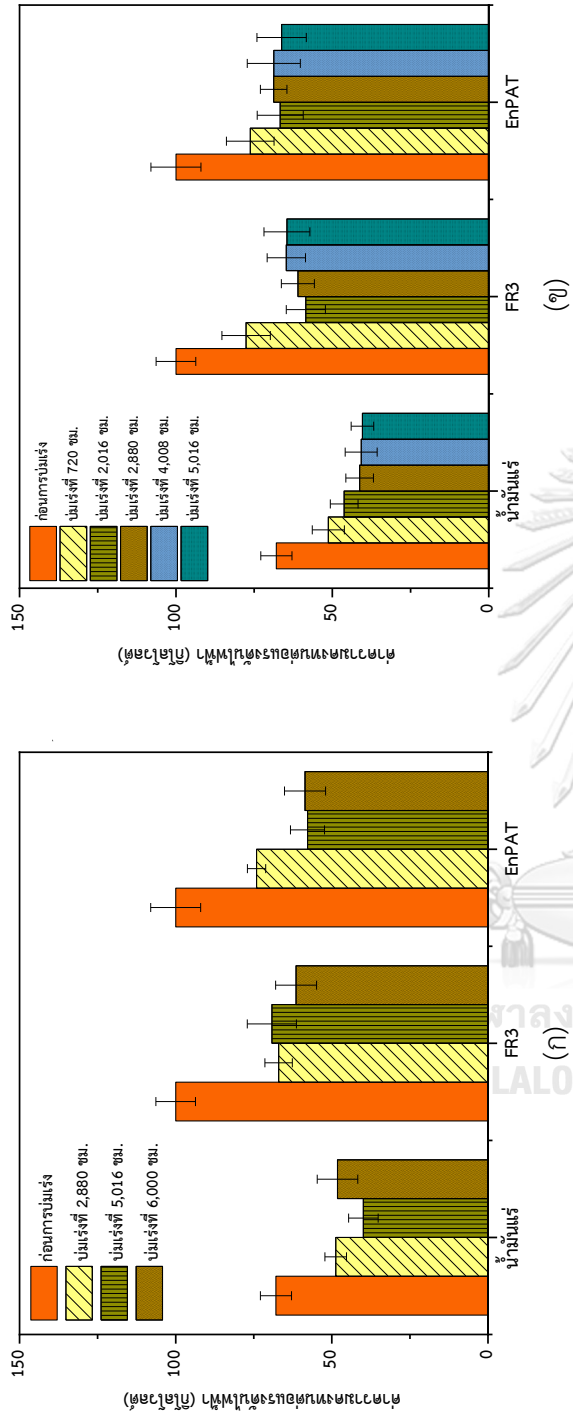 150
100
50
0
ค่าความคงทนต่อแรงดันไฟฟ้า (กิโลโวลต์)
ก่อนการบ่มเร่ง
บ่มเร่งที่ 2,880 ชม.
บ่มเร่งที่ 5,016 ชม.
บ่มเร่งที่ 6,000 ชม.
น้ำมันแร่
FR3
EnPAT
(ก)
150
100
50
0
ค่าความคงทนต่อแรงดันไฟฟ้า (กิโลโวลต์)
ก่อนการบ่มเร่ง
บ่มเร่งที่ 720 ชม.
บ่มเร่งที่ 2,016 ชม.
บ่มเร่งที่ 2,880 ชม.
บ่มเร่งที่ 4,008 ชม.
บ่มเร่งที่ 5,016 ชม.
น้ำมันแร่
FR3
EnPAT
(ข)
LALO